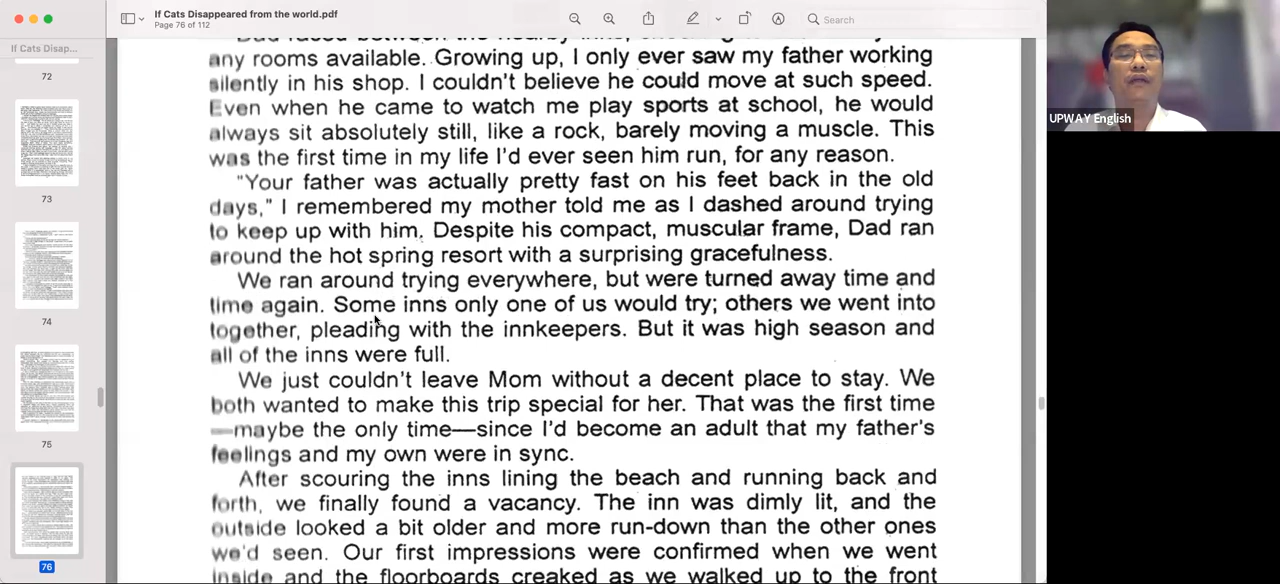 If Cats Disappeared from the world.pdf
Page 76 of 112
Search
If Cats Disap...
72
73
74
75
76
UPWAY English
any rooms available. Growing up, I only ever saw my father working
silently in his shop. I couldn't believe he could move at such speed.
Even when he came to watch me play sports at school, he would
always sit absolutely still, like a rock, barely moving a muscle. This
was the first time in my life I'd ever seen him run, for any reason.
"Your father was actually pretty fast on his feet back in the old
days," I remembered my mother told me as I dashed around trying
to keep up with him. Despite his compact, muscular frame, Dad ran
around the hot spring resort with a surprising gracefulness.
We ran around trying everywhere, but were turned away time and
time again. Some inns only one of us would try; others we went into
together, pleading with the innkeepers. But it was high season and
all of the inns were full.
We just couldn't leave Mom without a decent place to stay. We
both wanted to make this trip special for her. That was the first time
—maybe the only time—since I'd become an adult that my father's
feelings and my own were in sync.
After scouring the inns lining the beach and running back and
forth, we finally found a vacancy. The inn was dimly lit, and the
outside looked a bit older and more run-down than the other ones
we'd seen. Our first impressions were confirmed when we went
inside and the floorboards creaked as we walked up to the front